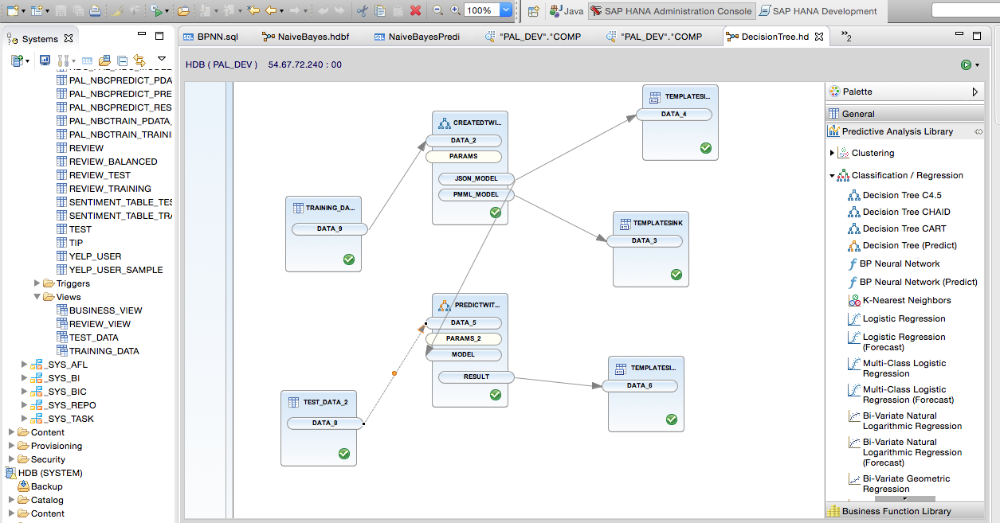 100%
Java
SAP HANA Administration Console
SAP HANA Development
Systems
SQL BPNN.sql
NaiveBayes.hdbf
SQL NaiveBayesPredi
"PAL_DEV"."COMP
"PAL_DEV"."COMP
DecisionTree.hd
»2
HDB ( PAL_DEV ) 54.67.72.240 : 00
PAL_NBCPREDICT_PDA
PAL_NBCPREDICT_PRE
PAL_NBCPREDICT_RES
PAL_NBCTRAIN_PDATA_
PAL_NBCTRAIN_TRAINI
REVIEW
REVIEW_BALANCED
REVIEW_TEST
REVIEW_TRAINING
SENTIMENT_TABLE_TES
SENTIMENT_TABLE_TRA
TEST
TIP
YELP_USER
YELP_USER_SAMPLE
Triggers
Views
BUSINESS_VIEW
REVIEW_VIEW
TEST_DATA
TRAINING_DATA
_SYS_AFL
_SYS_BI
_SYS_BIC
_SYS_REPO
_SYS_TASK
Content
Provisioning
Security
HDB (SYSTEM)
Backup
Catalog
Content
TRAINING_DA...
DATA_9
CREATEDTWI...
DATA_2
PARAMS
JSON_MODEL
PMML_MODEL
TEMPLATESI...
DATA_4
TEMPLATESINK
DATA_3
TEST_DATA_2
DATA_8
PREDICTWIT...
DATA_5
PARAMS_2
MODEL
RESULT
TEMPLATESI...
DATA_6
Palette
General
Predictive Analysis Library
Clustering
Classification / Regression
Decision Tree C4.5
Decision Tree CHAID
Decision Tree CART
Decision Tree (Predict)
BP Neural Network
BP Neural Network (Predict)
K-Nearest Neighbors
Logistic Regression
Logistic Regression
(Forecast)
Multi-Class Logistic
Regression
Multi-Class Logistic
Regression (Forecast)
Bi-Variate Natural
Logarithmic Regression
Bi-Variate Natural
Logarithmic Regression
(Forecast)
Bi-Variate Geometric
Regression
Business Function Library